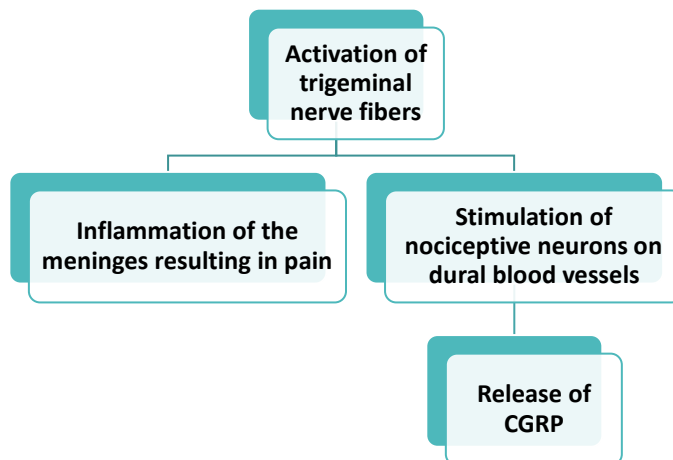 Activation of
trigeminal
nerve fibers
Inflammation of the
meninges resulting in pain
Stimulation of
nociceptive neurons on
dural blood vessels
Release of
CGRP